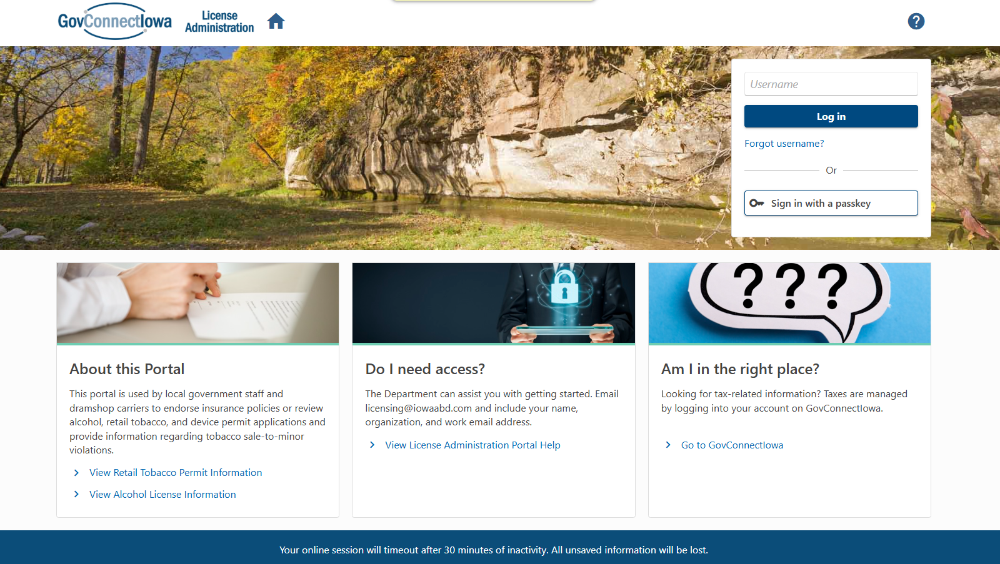 GovConnectIowa
License
Administration
?
Username
Log in
Forgot username?
Or
Sign in with a passkey
???
About this Portal
This portal is used by local government staff and
dramshop carriers to endorse insurance policies or review
alcohol, retail tobacco, and device permit applications and
provide information regarding tobacco sale-to-minor
violations.
View Retail Tobacco Permit Information
View Alcohol License Information
Do I need access?
The Department can assist you with getting started. Email
licensing@iowaabd.com and include your name,
organization, and work email address.
View License Administration Portal Help
Am I in the right place?
Looking for tax-related information? Taxes are managed
by logging into your account on GovConnectIowa.
Go to GovConnectIowa
Your online session will timeout after 30 minutes of inactivity. All unsaved information will be lost.